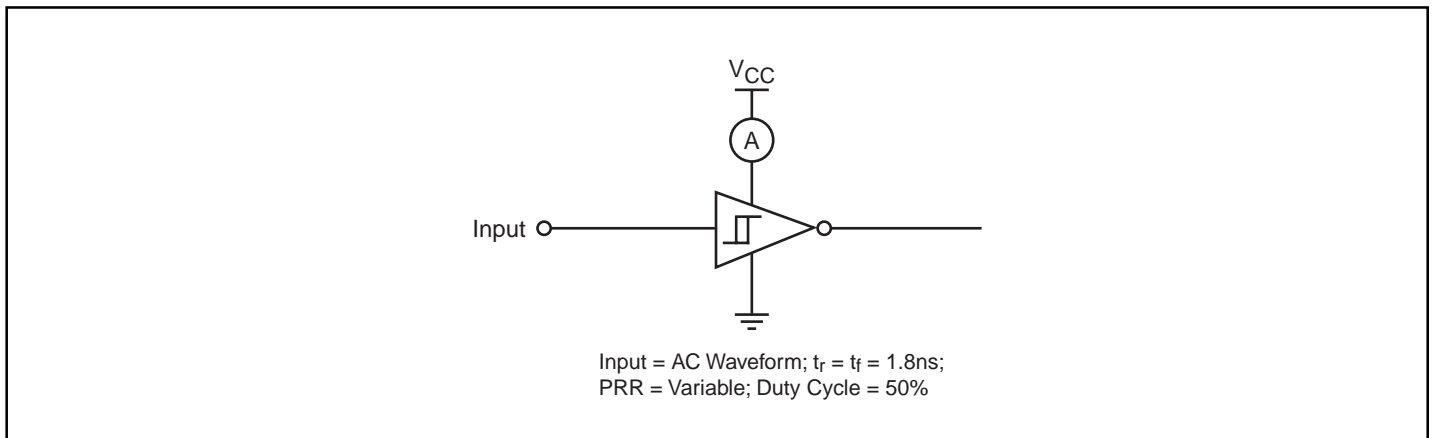 VCC
A
Input
Input = AC Waveform; tr = tf = 1.8ns;
PRR = Variable; Duty Cycle = 50%